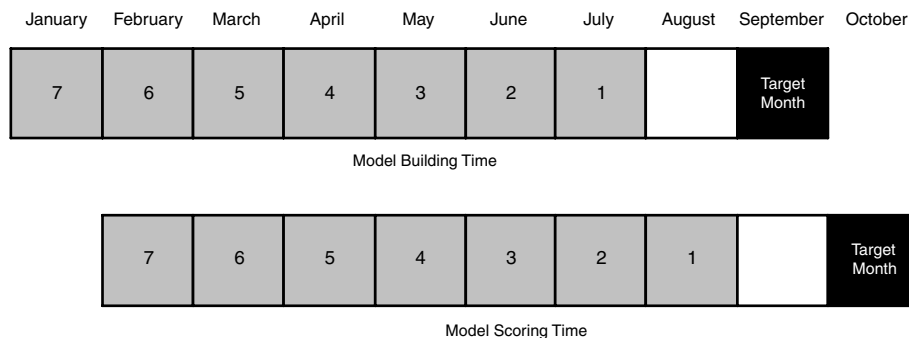 January February March April May June July August September October
7 6 5 4 3 2 1 Target
Month
Model Building Time
7 6 5 4 3 2 1 Target
Month
Model Scoring Time